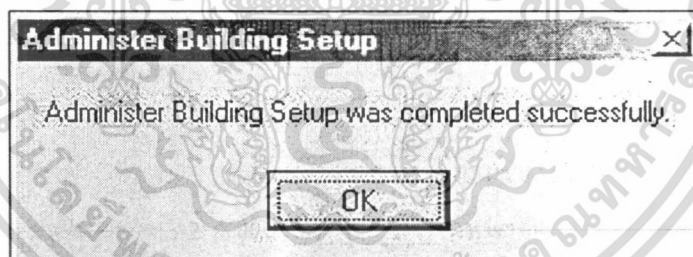 Administer Building Setup
Administer Building Setup was completed successfully.
OK